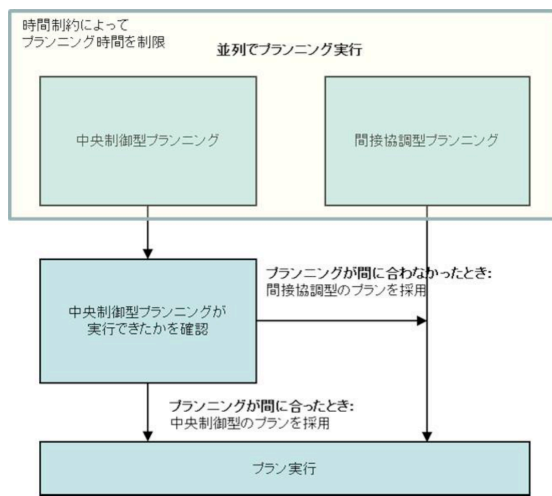 時間制約によって
プランニング時間を制限
並列でプランニング実行
中央制御型プランニング
間接協調型プランニング
プランニングが間に合わなかったとき:
間接協調型のプランを採用
中央制御型プランニングが
実行できたかを確認
プランニングが間に合ったとき:
中央制御型のプランを採用
プラン実行